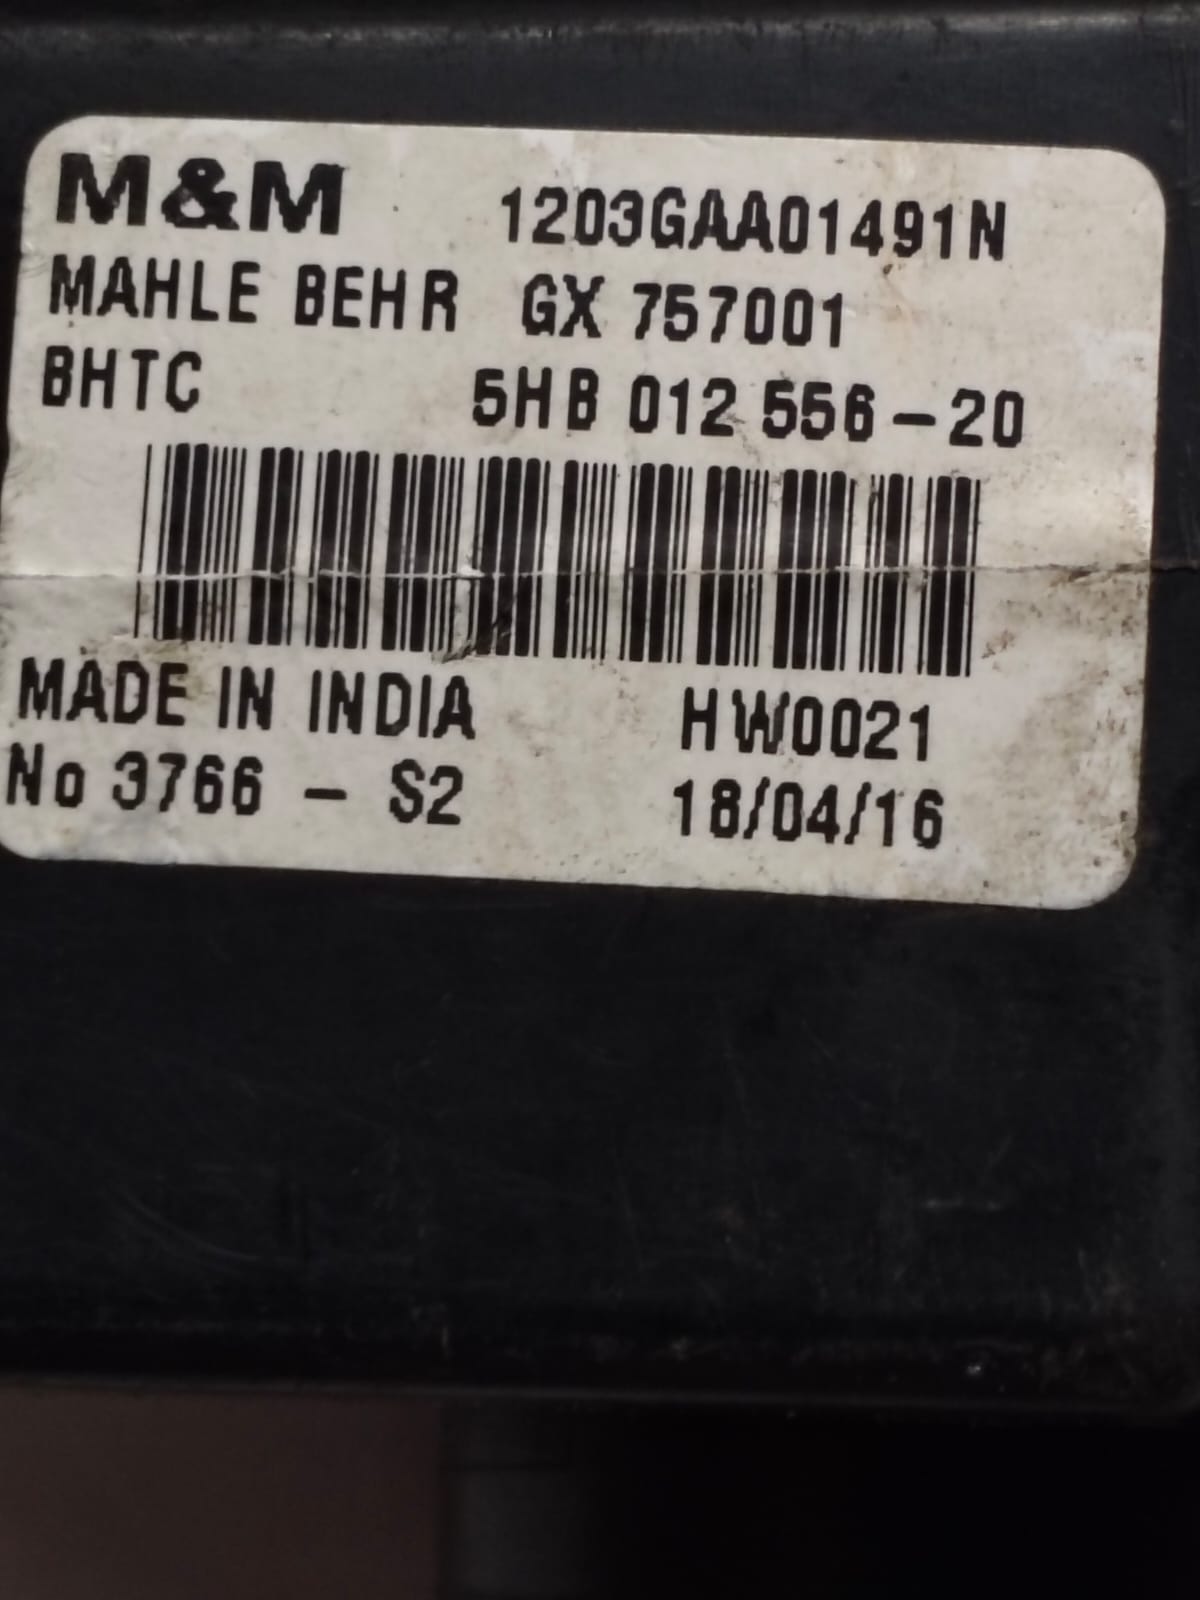 M&M 1203GAA01491N
MAHLE BEHR GX 757001
BHTC 5HB 012 556-20
MADE IN INDIA HW0021
No 3766 - S2 18/04/16